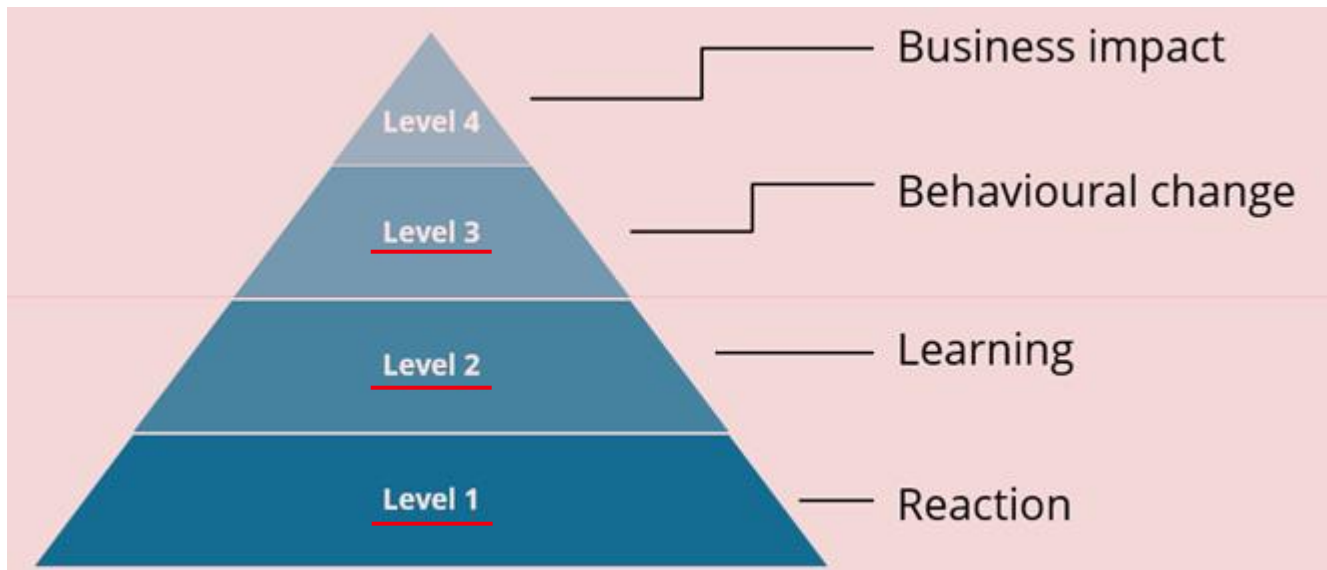 Business impact
Level 4
Behavioural change
Level 3
Learning
Level 2
Reaction
Level 1